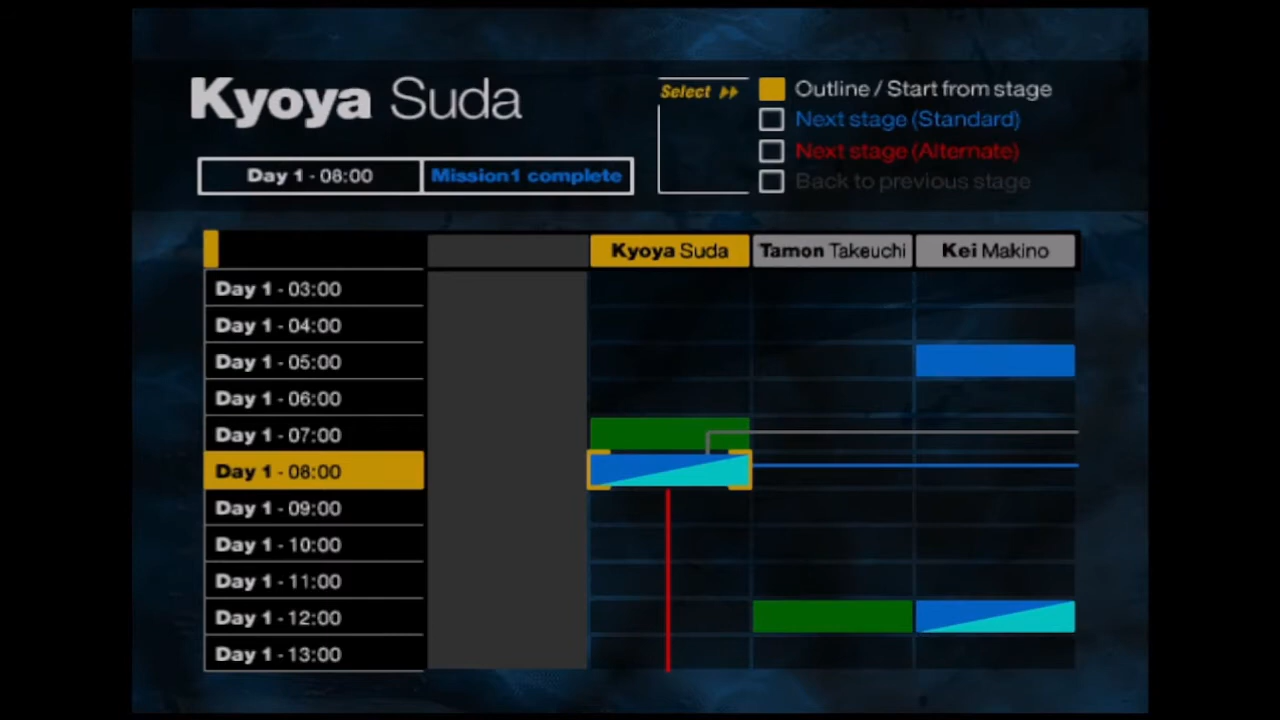 Kyoya Suda
Select
Outline / Start from stage
Next stage (Standard)
Next stage (Alternate)
Back to previous stage
Day 1 - 08:00
Mission1 complete
Kyoya Suda
Tamon Takeuchi
Kei Makino
Day 1 - 03:00
Day 1 - 04:00
Day 1 - 05:00
Day 1 - 06:00
Day 1 - 07:00
Day 1 - 08:00
Day 1 - 09:00
Day 1 - 10:00
Day 1 - 11:00
Day 1 - 12:00
Day 1 - 13:00